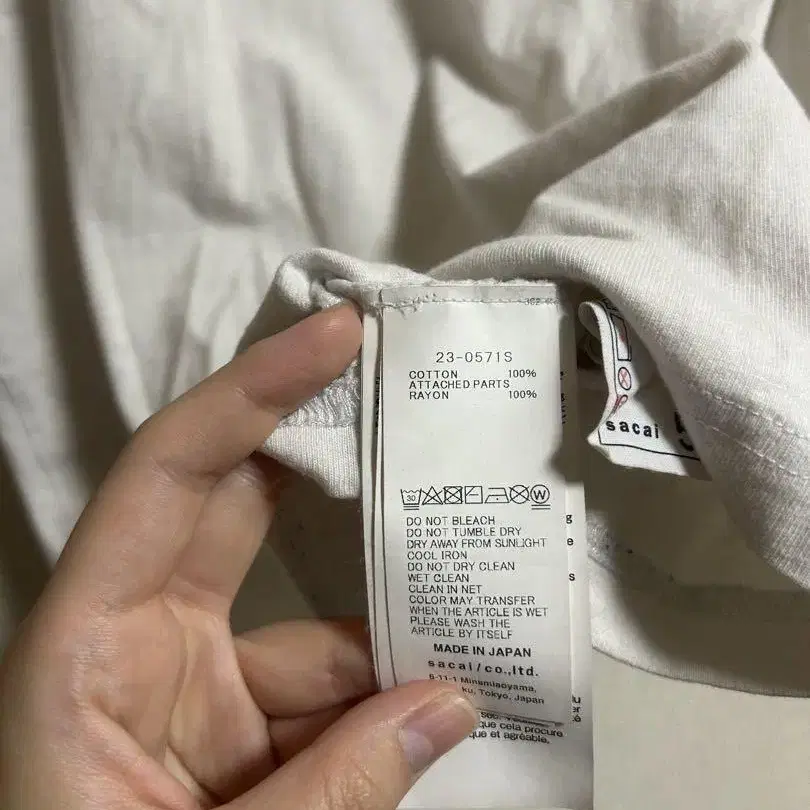 23-0571S
COTTON 100%
ATTACHED PARTS
RAYON 100%
30
W
DO NOT BLEACH
DO NOT TUMBLE DRY
DRY AWAY FROM SUNLIGHT
COOL IRON
DO NOT DRY CLEAN
WET CLEAN
CLEAN IN NET
COLOR MAY TRANSFER
WHEN THE ARTICLE IS WET
PLEASE WASH THE
ARTICLE BY ITSELF
MADE IN JAPAN
sacai/co.,ltd.
Minamiaoyama,
ku, Tokyo, Japan
que cela procure
que et agréable.
sacai